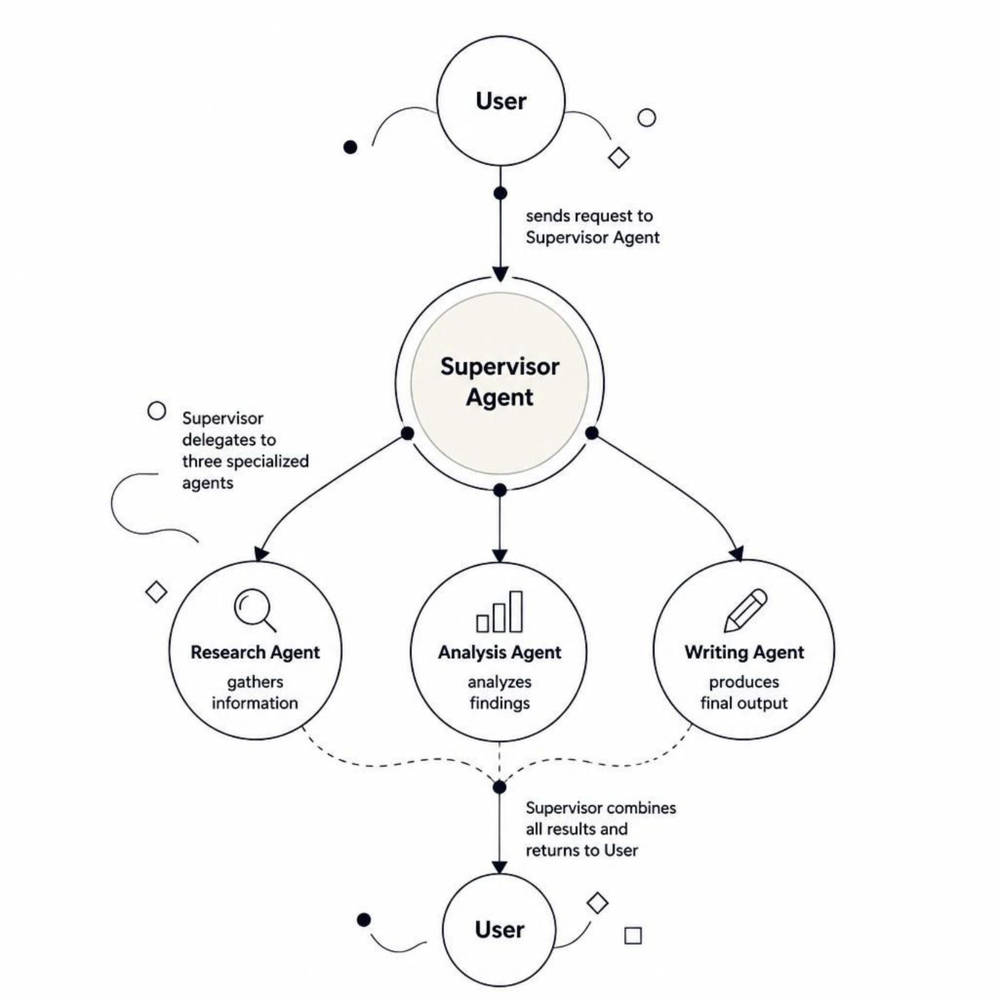 User
sends request to
Supervisor Agent
Supervisor
Agent
Supervisor
delegates to
three specialized
agents
Research Agent
gathers
information
Analysis Agent
analyzes
findings
Writing Agent
produces
final output
Supervisor combines
all results and
returns to User
User